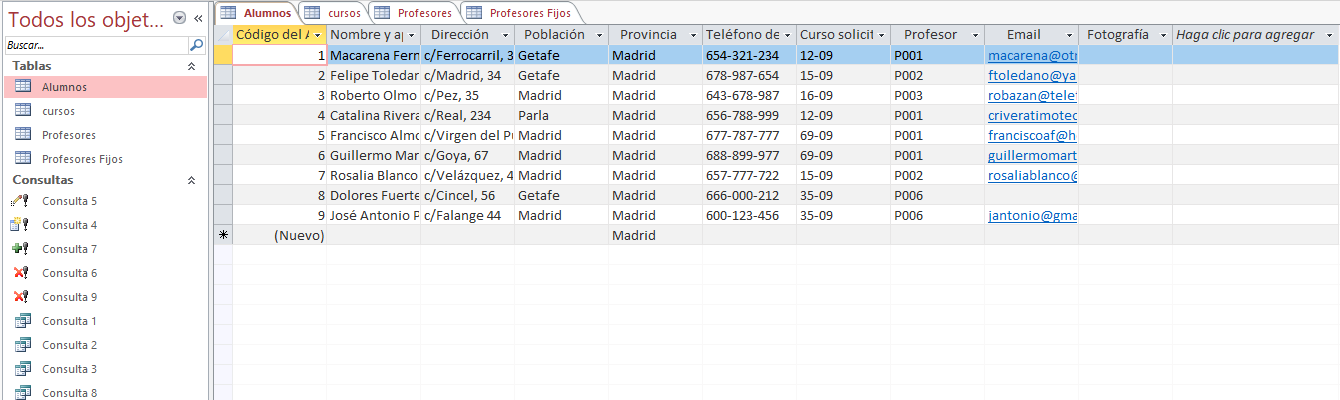 Todos los objet...
Buscar...
Tablas
Alumnos
cursos
Profesores
Profesores Fijos
Consultas
Consulta 5
Consulta 4
Consulta 7
Consulta 6
Consulta 9
Consulta 1
Consulta 2
Consulta 3
Consulta 8
Alumnos cursos Profesores Profesores Fijos
Código del Nombre y Dirección Población Provincia Teléfono de Curso solicit Profesor Email Fotografía Haga clic para agregar
1 Macarena Fern c/Ferrocarril, 3 Getafe Madrid 654-321-234 12-09 P001 macarena@ot
2 Felipe Toledan c/Madrid, 34 Getafe Madrid 678-987-654 15-09 P002 ftoledano@ya
3 Roberto Olmo c/Pez, 35 Madrid Madrid 643-678-987 16-09 P003 robazan@tele
4 Catalina Rivera c/Real, 234 Parla Madrid 656-788-999 12-09 P001 criveratimotec
5 Francisco Almo c/Virgen del Pu Madrid Madrid 677-787-777 69-09 P001 franciscoaf@h
6 Guillermo Mar c/Goya, 67 Madrid Madrid 688-899-977 69-09 P001 guillermomart
7 Rosalia Blanco c/Velázquez, 4 Madrid Madrid 657-777-722 15-09 P002 rosaliablanco@
8 Dolores Fuerte c/Cincel, 56 Getafe Madrid 666-000-212 35-09 P006
9 José Antonio P c/Falange 44 Madrid Madrid 600-123-456 35-09 P006 jantonio@gma
(Nuevo) Madrid